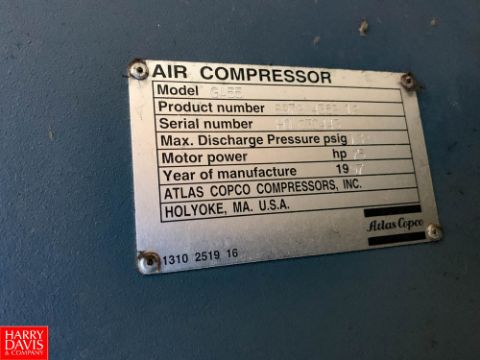 AIR COMPRESSOR
Model
Product number
Serial number
Max. Discharge Pressure psig
Motor power hp
Year of manufacture 19
ATLAS COPCO COMPRESSORS, INC.
HOLYOKE, MA. U.S.A.
Atlas Copco
1310 2519 16
HARRY
DAVIS
& COMPANY